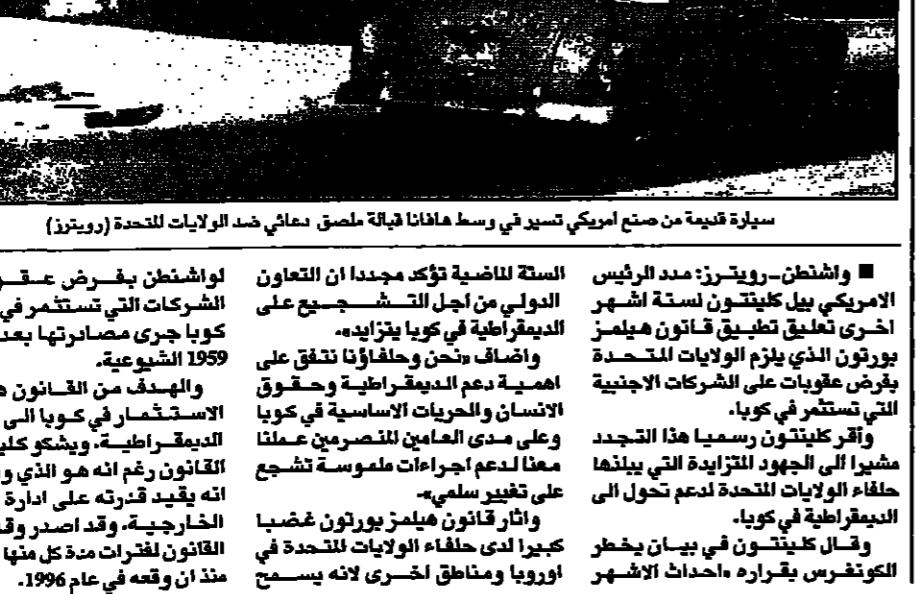 سيارة قديمة من صنع امريكي تسير في وسط هافانا قبالة ملصق دعائي ضد الولايات المتحدة (رويترز)
■ واشنطن-رويترز: مدد الرئيس
الامريكي بيل كلينتون لستة اشهر
اخرى تعليق تطبيق قانون هيلمز
بورتون الذي يلزم الولايات المتحدة
بفرض عقوبات على الشركات الاجنبية
التي تستثمر في كوبا.
وأقر كلينتون رسميا هذا التجدد
مشيرا الى الجهود المتزايدة التي يبذلها
حلفاء الولايات المتحدة لدعم تحول الى
الديمقراطية في كوبا.
وقال كلينتون في بيان يخطر
الكونغرس بقراره «احداث الاشهر
الستة الماضية تؤكد مجددا ان التعاون
الدولي من اجل التشجيع على
الديمقراطية في كوبا يتزايد».
واضاف «نحن وحلفاؤنا نتفق على
اهمية دعم الديمقراطية وحقوق
الانسان والحريات الاساسية في كوبا
وعلى مدى العامين المنصرمين عملنا
معنا لدعم اجراءات ملموسة تشجع
على تغيير سلمي».
واثار قانون هيلمز بورتون غضبا
كبيرا لدى حلفاء الولايات المتحدة في
اوروبا ومناطق اخرى لانه يسمح
لواشنطن بفرض عقو
الشركات التي تستثمر في
كوبا جرى مصادرتها بعد
1959 الشيوعية.
والهدف من القانون ه
الاستثمار في كوبا الى
الديمقراطية. ويشكو كلي
القانون رغم انه هو الذي و
انه يقيد قدرته على ادارة
الخارجية. وقد اصدر وق
القانون لفترات مدة كل منها
منذ ان وقعه في عام 1996.